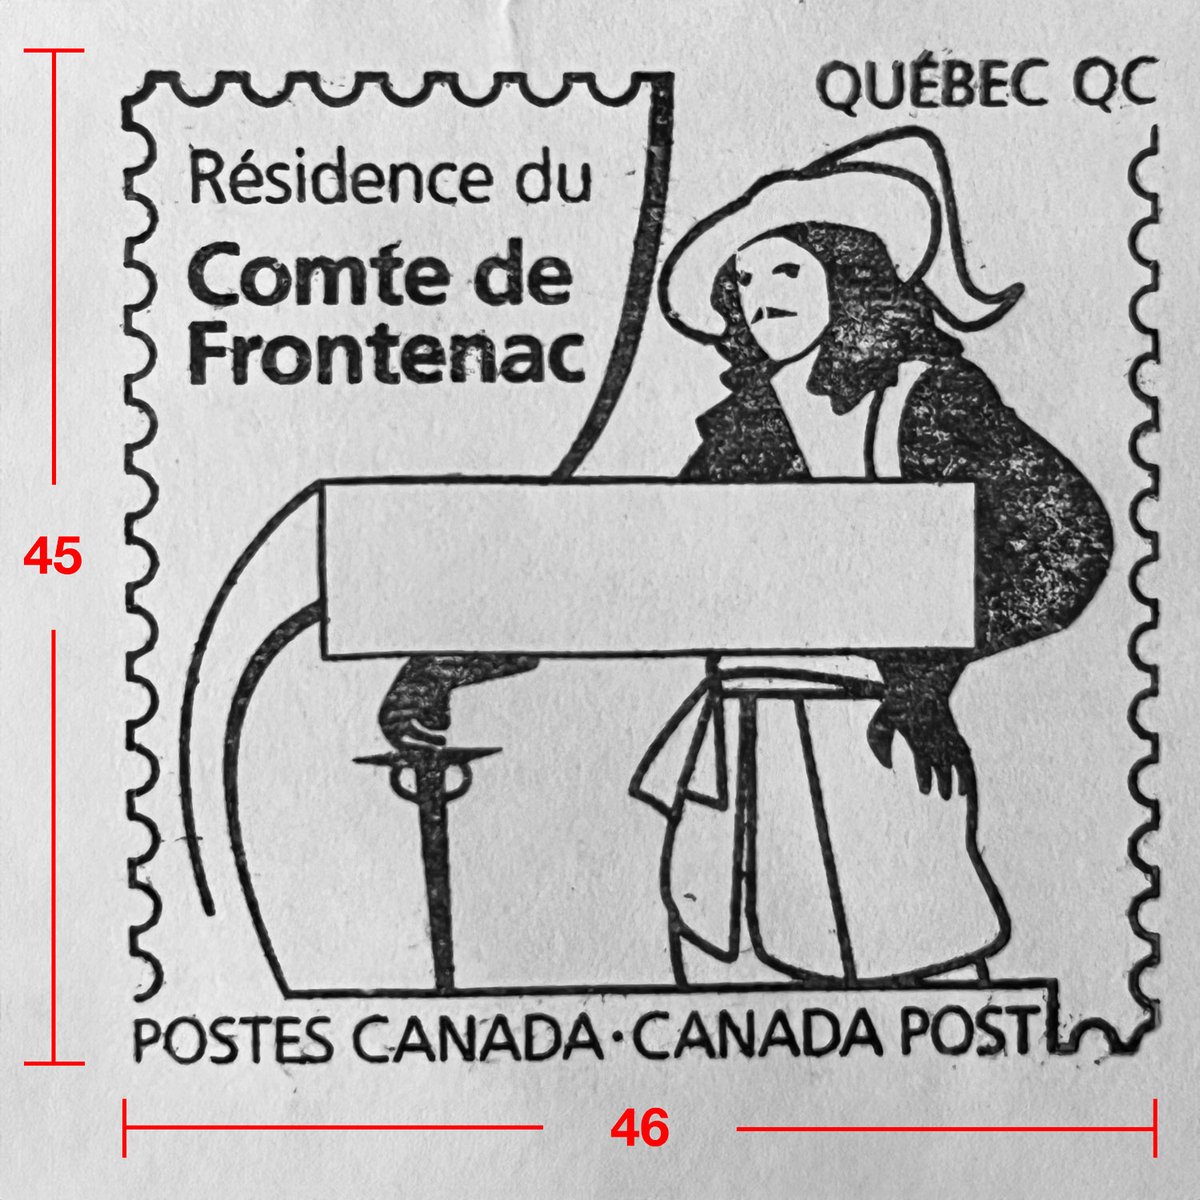 QUÉBEC QC
Résidence du
Comte de
Frontenac
45
POSTES CANADA·CANADA POST
46